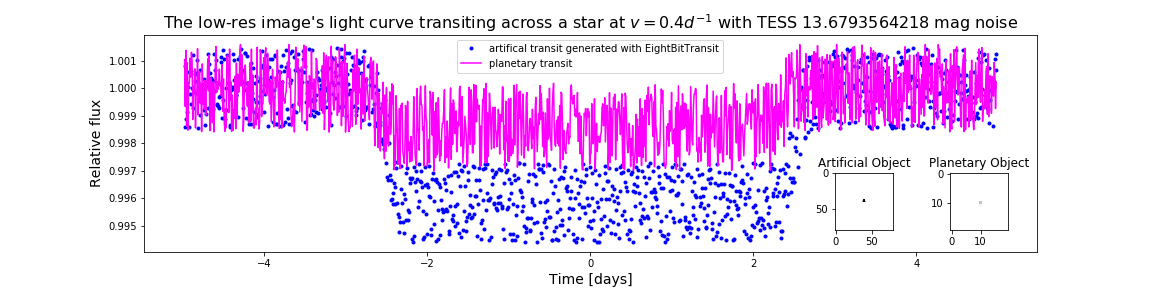 The low-res image's light curve transiting across a star at v = 0.4d⁻¹ with TESS 13.6793564218 mag noise
artifical transit generated with EightBitTransit
planetary transit
Relative flux
1.001
1.000
0.999
0.998
0.997
0.996
0.995
Artificial Object
0
50
0
50
Planetary Object
0
10
0
10
−4
−2
0
2
4
Time [days]